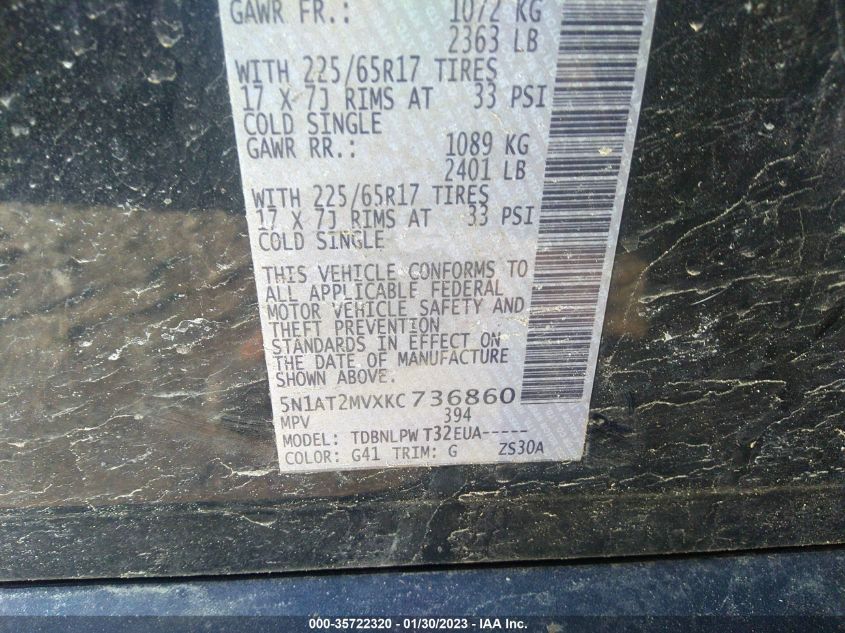 GAWR FR.: 1072 KG
2363 LB
WITH 225/65R17 TIRES
17 X 7J RIMS AT 33 PSI
COLD SINGLE
GAWR RR.: 1089 KG
2401 LB
WITH 225/65R17 TIRES
17 X 7J RIMS AT 33 PSI
COLD SINGLE
THIS VEHICLE CONFORMS TO
ALL APPLICABLE FEDERAL
MOTOR VEHICLE SAFETY AND
THEFT PREVENTION
STANDARDS IN EFFECT ON
THE DATE OF MANUFACTURE
SHOWN ABOVE.
5N1AT2MVXKC736860
MPV 394
MODEL: TDBNLPW T32EUA-----
COLOR: G41 TRIM: G ZS30A
000-35722320 - 01/30/2023 - IAA Inc.